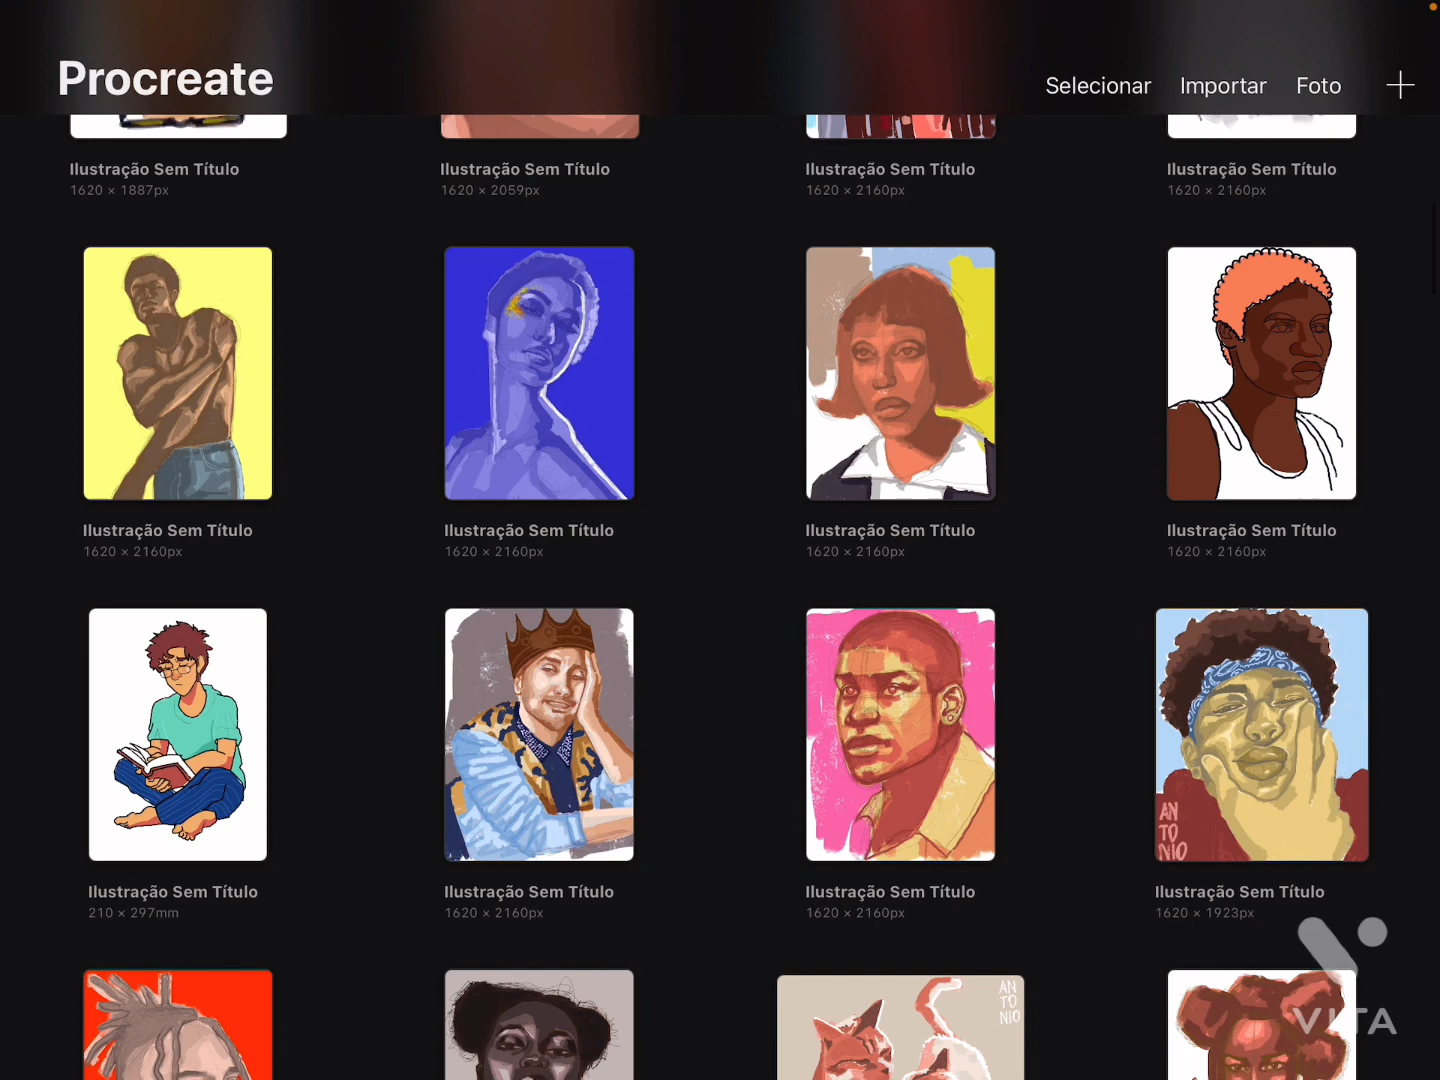 Procreate
Selecionar
Importar
Foto
Ilustração Sem Título
1620 × 1887px
Ilustração Sem Título
1620 × 2059px
Ilustração Sem Título
1620 × 2160px
Ilustração Sem Título
1620 × 2160px
Ilustração Sem Título
1620 × 2160px
Ilustração Sem Título
1620 × 2160px
Ilustração Sem Título
1620 × 2160px
Ilustração Sem Título
1620 × 2160px
AN
TO
NIO
Ilustração Sem Título
210 × 297mm
Ilustração Sem Título
1620 × 2160px
Ilustração Sem Título
1620 × 2160px
Ilustração Sem Título
1620 × 1923px
AN
TO
NIO
VITA